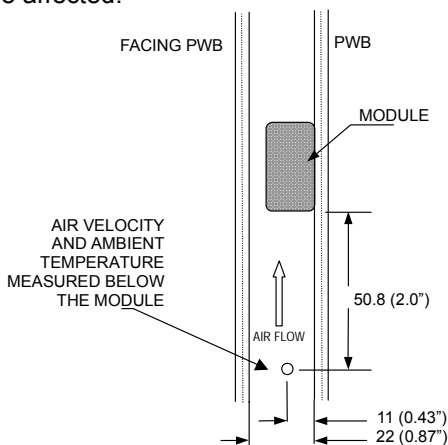 FACING PWB
PWB
MODULE
AIR VELOCITY
AND AMBIENT
TEMPERATURE
MEASURED BELOW
THE MODULE
50.8 (2.0”)
AIR FLOW
11 (0.43”)
22 (0.87”)